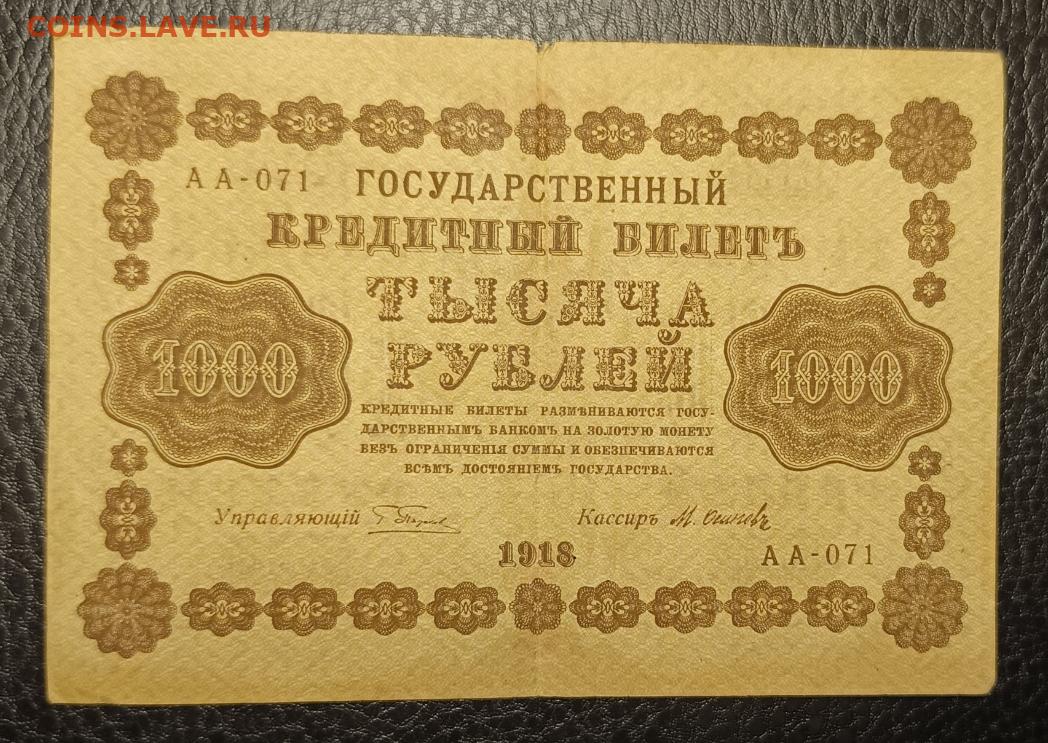 COINS.LAVE.RU
АА-071 ГОСУДАРСТВЕННЫЙ
КРЕДИТНЫЙ БИЛЕТЪ
ТЫСЯЧА
РУБЛЕЙ
1000
1000
КРЕДИТНЫЕ БИЛЕТЫ РАЗМѢНИВАЮТСЯ ГОСУ-
ДАРСТВЕННЫМЪ БАНКОМЪ НА ЗОЛОТУЮ МОНЕТУ
БЕЗЪ ОГРАНИЧЕНІЯ СУММЫ И ОБЕЗПЕЧИВАЮТСЯ
ВСѢМЪ ДОСТОЯНІЕМЪ ГОСУДАРСТВА.
Управляющій Кассиръ М. Осиповъ
1918
АА-071